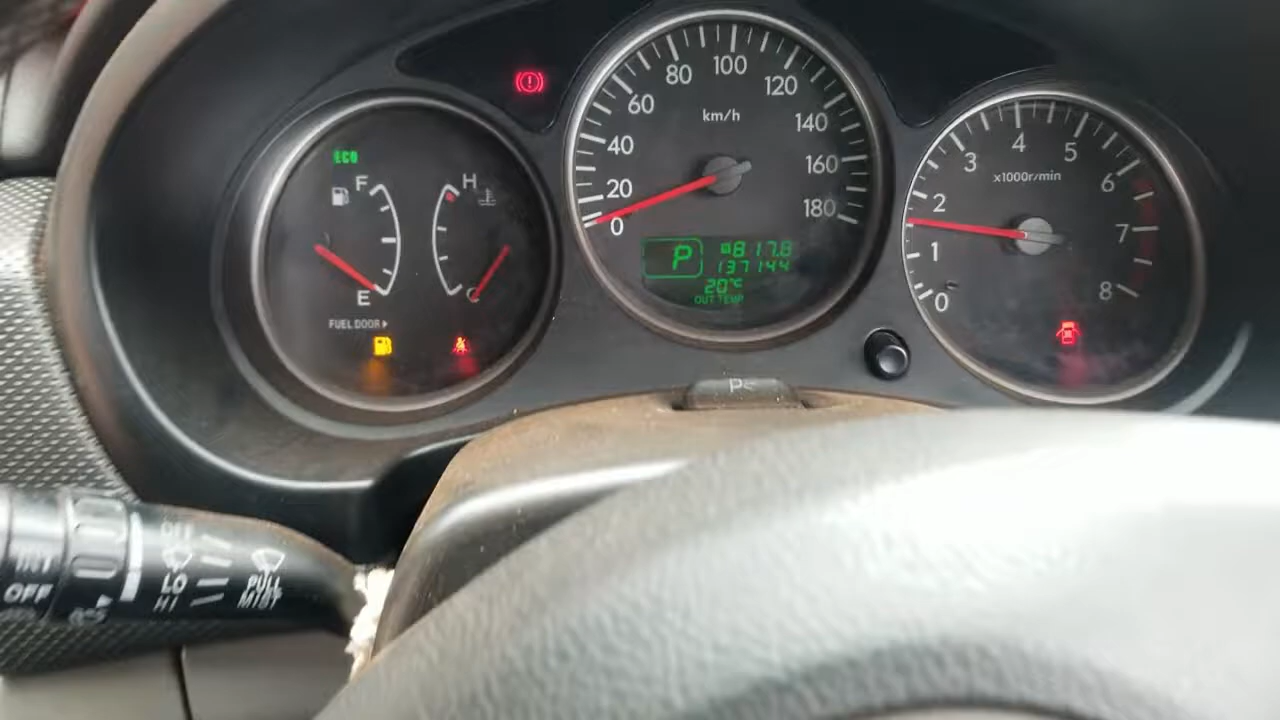 ECO
F
E
FUEL DOOR
H
C
0
20
40
60
80
100
120
140
160
180
km/h
P
817.8
137144
20°C
OUT TEMP
0
1
2
3
4
5
6
7
8
x1000r/min
P
INT
OFF
LO
HI
PULL
MIST